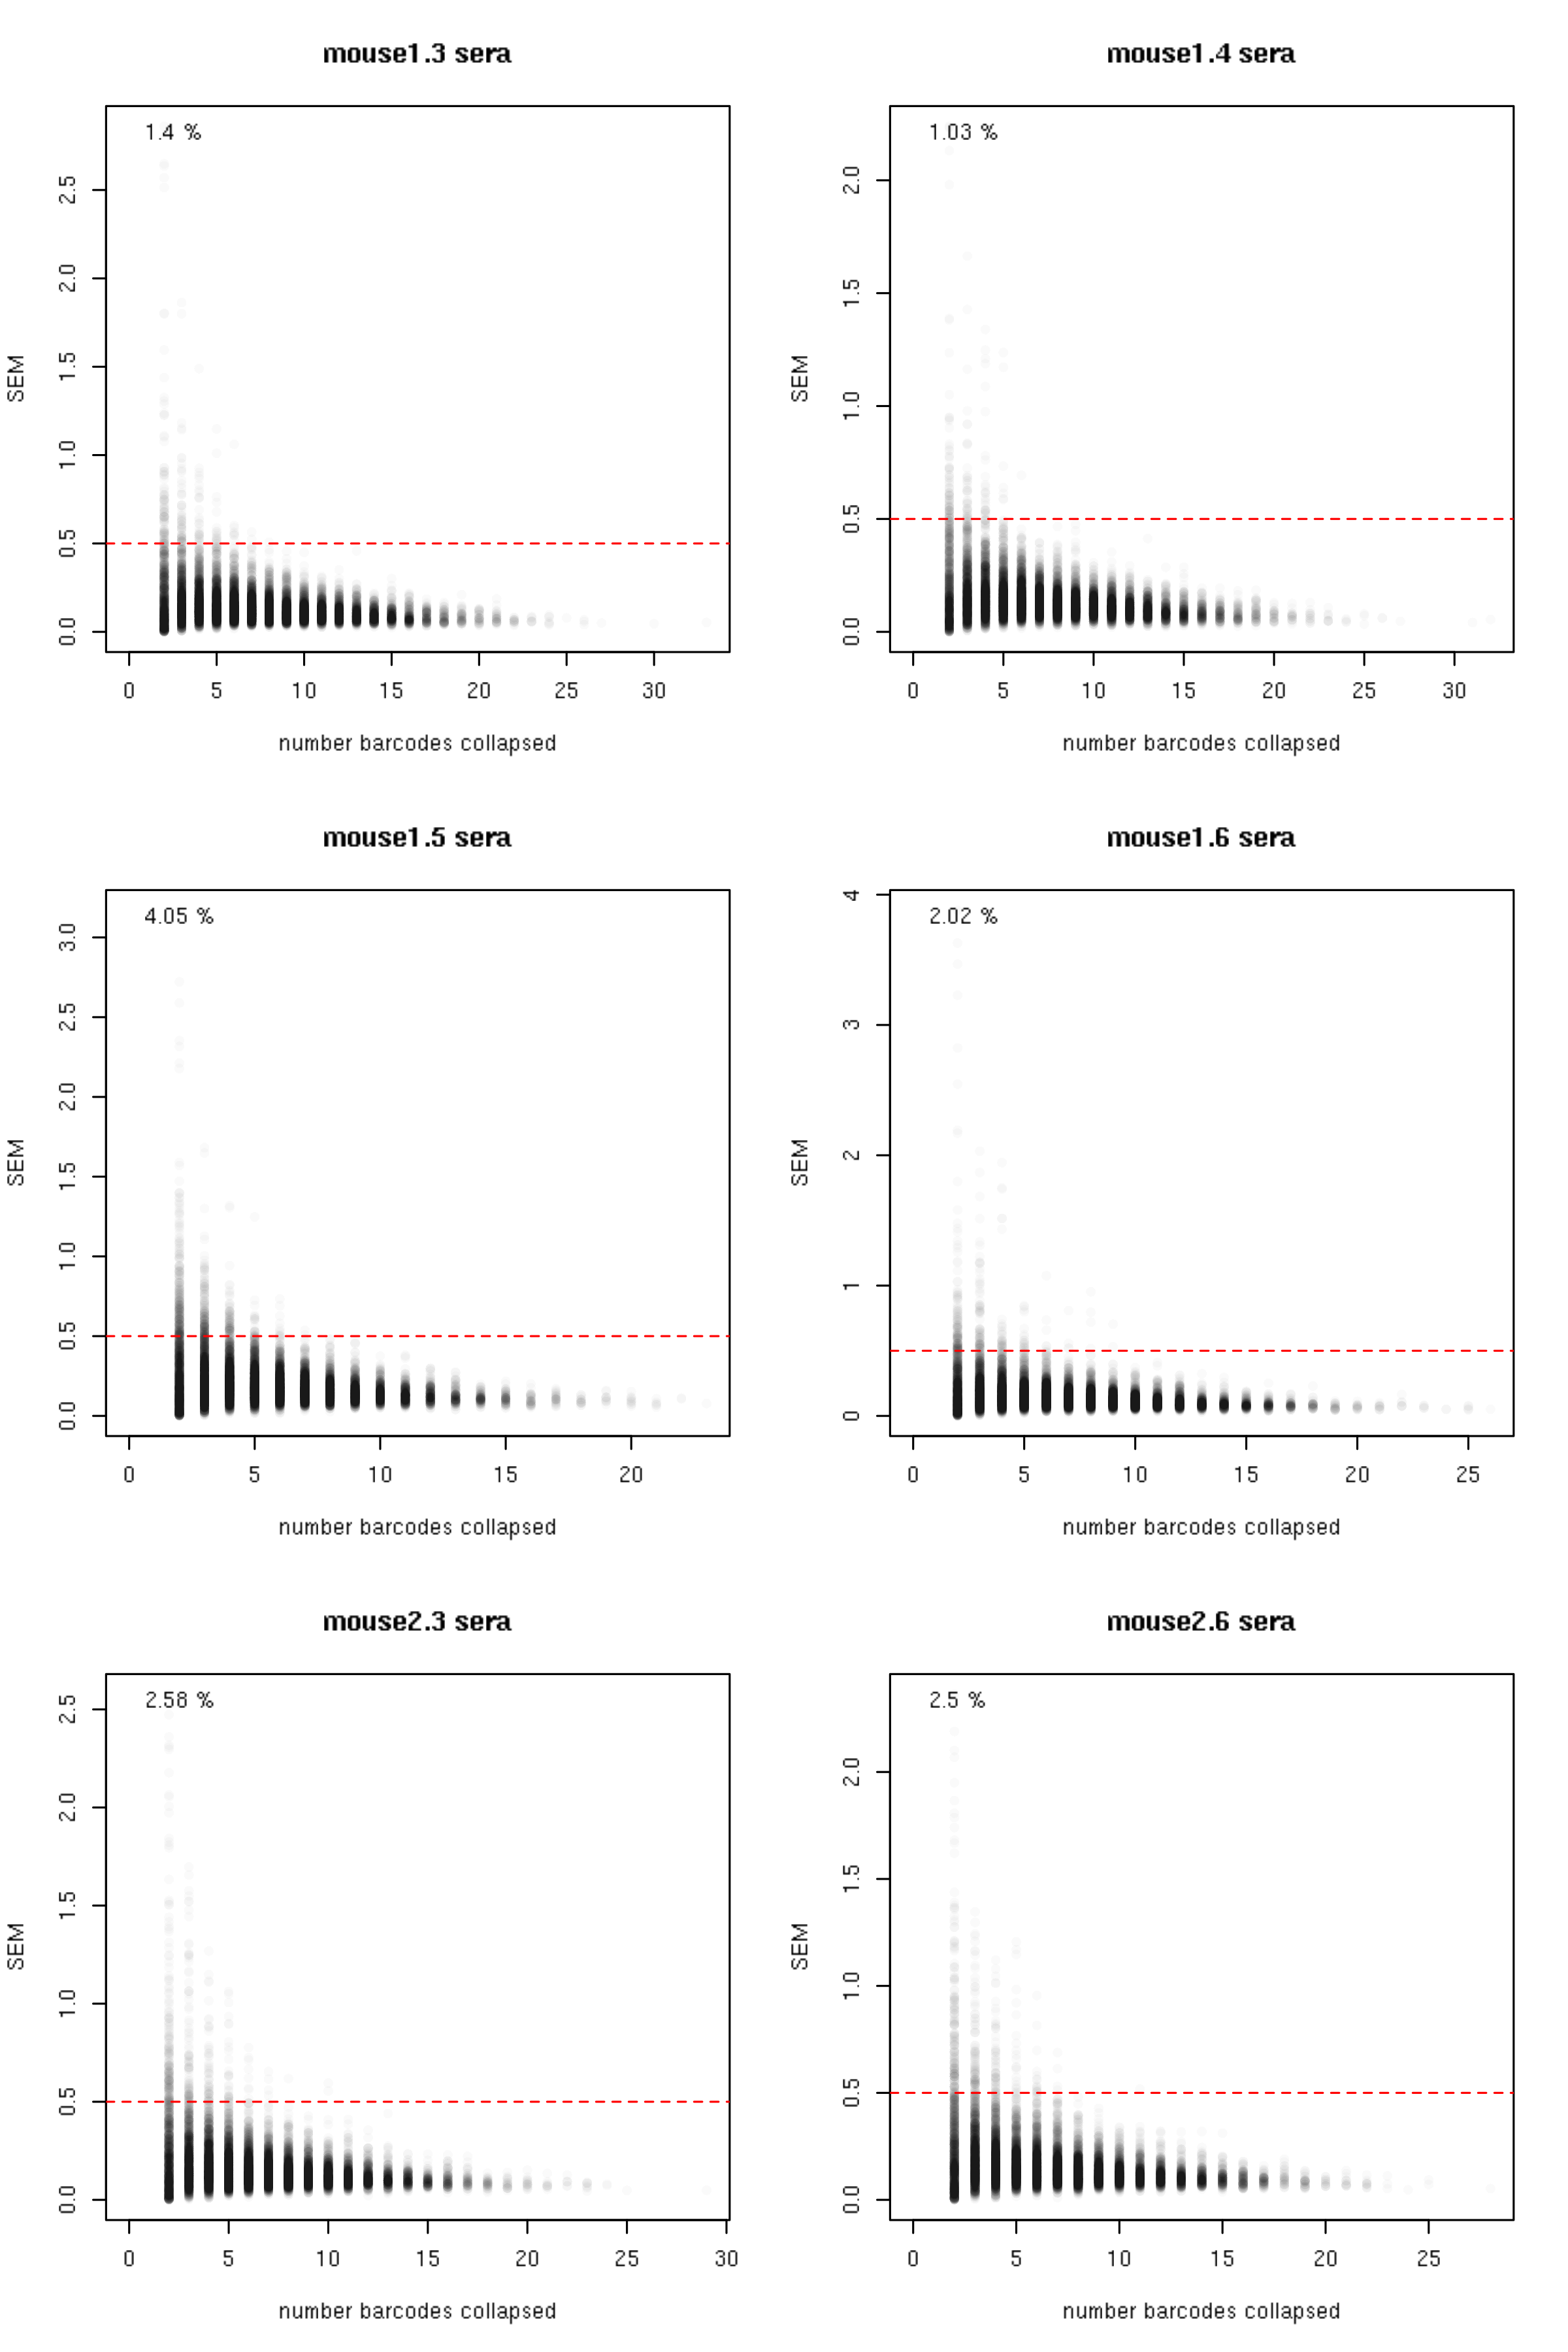 mouse1.3 sera
1.4 %
SEM
0.0 0.5 1.0 1.5 2.0 2.5
0 5 10 15 20 25 30
number barcodes collapsed
mouse1.4 sera
1.03 %
SEM
0.0 0.5 1.0 1.5 2.0
0 5 10 15 20 25 30
number barcodes collapsed
mouse1.5 sera
4.05 %
SEM
0.0 0.5 1.0 1.5 2.0 2.5 3.0
0 5 10 15 20
number barcodes collapsed
mouse1.6 sera
2.02 %
SEM
0 1 2 3 4
0 5 10 15 20 25
number barcodes collapsed
mouse2.3 sera
2.58 %
SEM
0.0 0.5 1.0 1.5 2.0 2.5
0 5 10 15 20 25 30
number barcodes collapsed
mouse2.6 sera
2.5 %
SEM
0.0 0.5 1.0 1.5 2.0
0 5 10 15 20 25
number barcodes collapsed